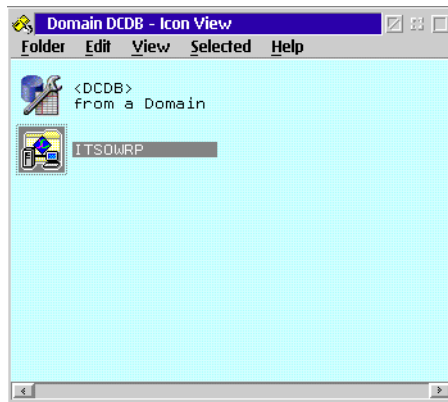 Domain DCDB - Icon View
Folder Edit View Selected Help
<DCDB>
from a Domain
ITSOWRP